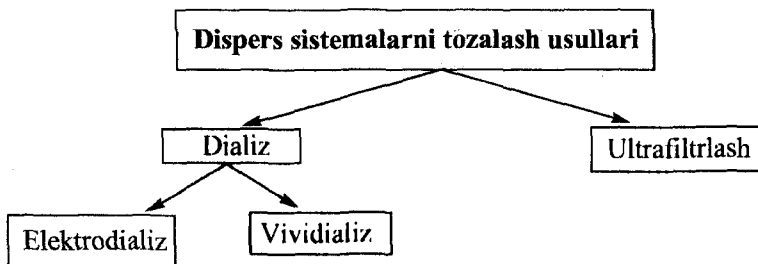 Dispers sistemalarni tozalash usullari
Dializ
Ultrafiltrlash
Elektrodializ
Vividializ